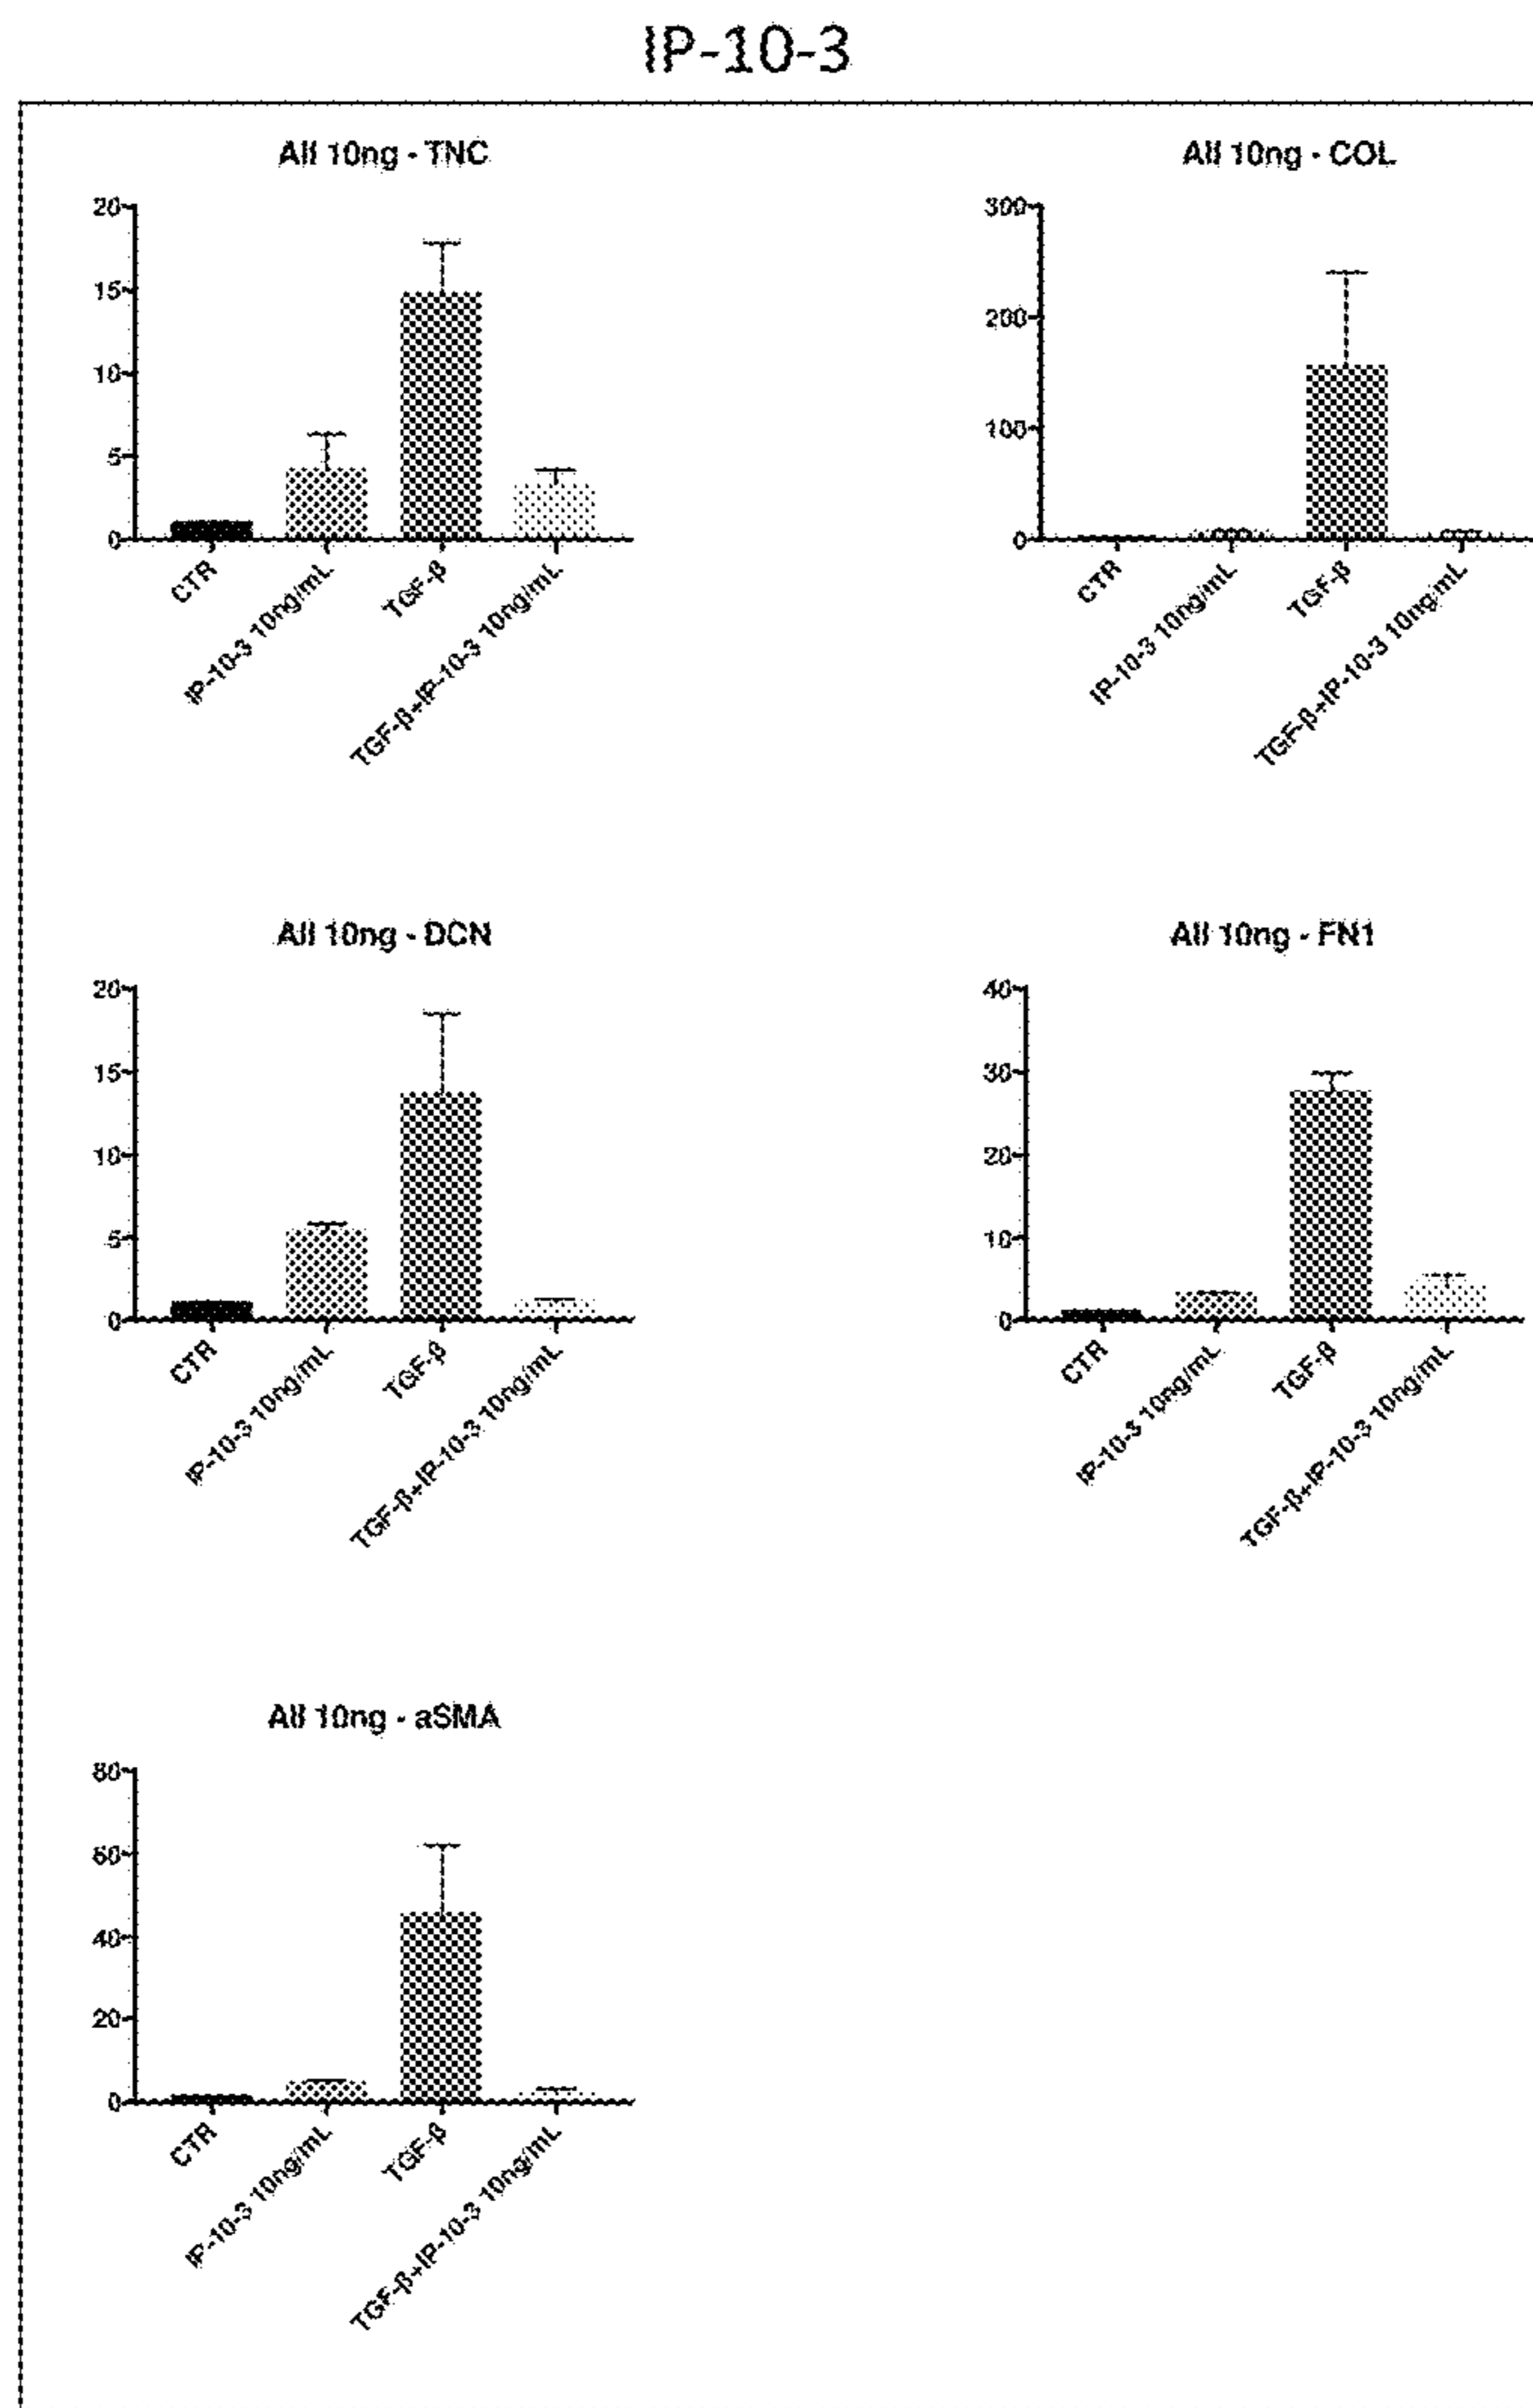 IP-10-3
All 10ng - TNC
20
15
10
5
0
CTR
IP-10-3 10ng/mL
TGF-β
TGF-β+IP-10-3 10ng/mL
All 10ng - COL
300
200
100
0
CTR
IP-10-3 10ng/mL
TGF-β
TGF-β+IP-10-3 10ng/mL
All 10ng - DCN
20
15
10
5
0
CTR
IP-10-3 10ng/mL
TGF-β
TGF-β+IP-10-3 10ng/mL
All 10ng - FN1
40
30
20
10
0
CTR
IP-10-3 10ng/mL
TGF-β
TGF-β+IP-10-3 10ng/mL
All 10ng - aSMA
80
60
40
20
0
CTR
IP-10-3 10ng/mL
TGF-β
TGF-β+IP-10-3 10ng/mL